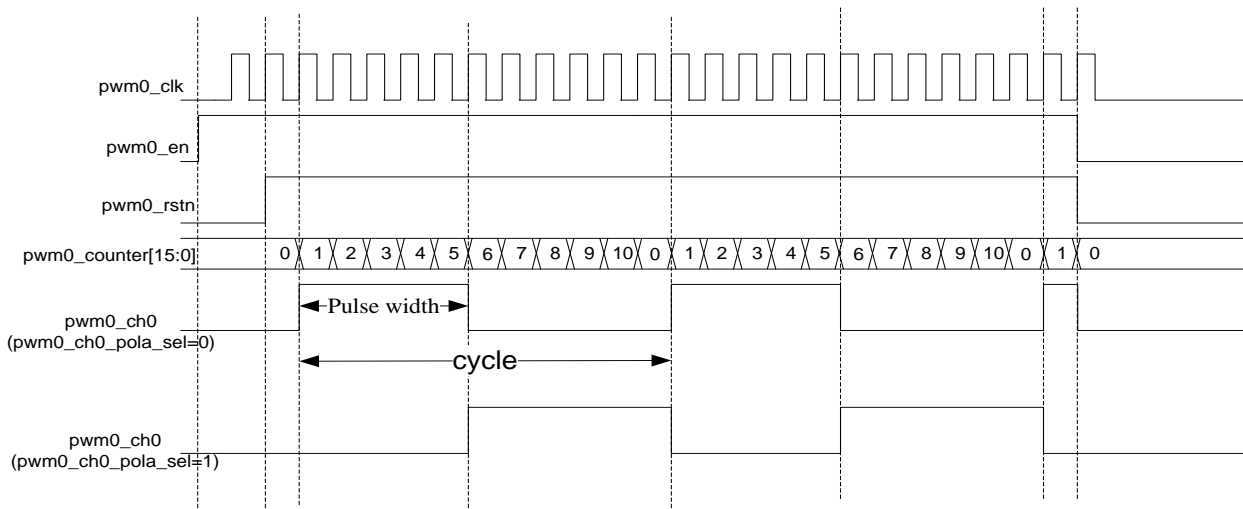 pwm0_clk
pwm0_en
pwm0_rstn
pwm0_counter[15:0]
0 1 2 3 4 5 6 7 8 9 10 0 1 2 3 4 5 6 7 8 9 10 0 1 0
Pulse width
pwm0_ch0
(pwm0_ch0_pola_sel=0)
cycle
pwm0_ch0
(pwm0_ch0_pola_sel=1)